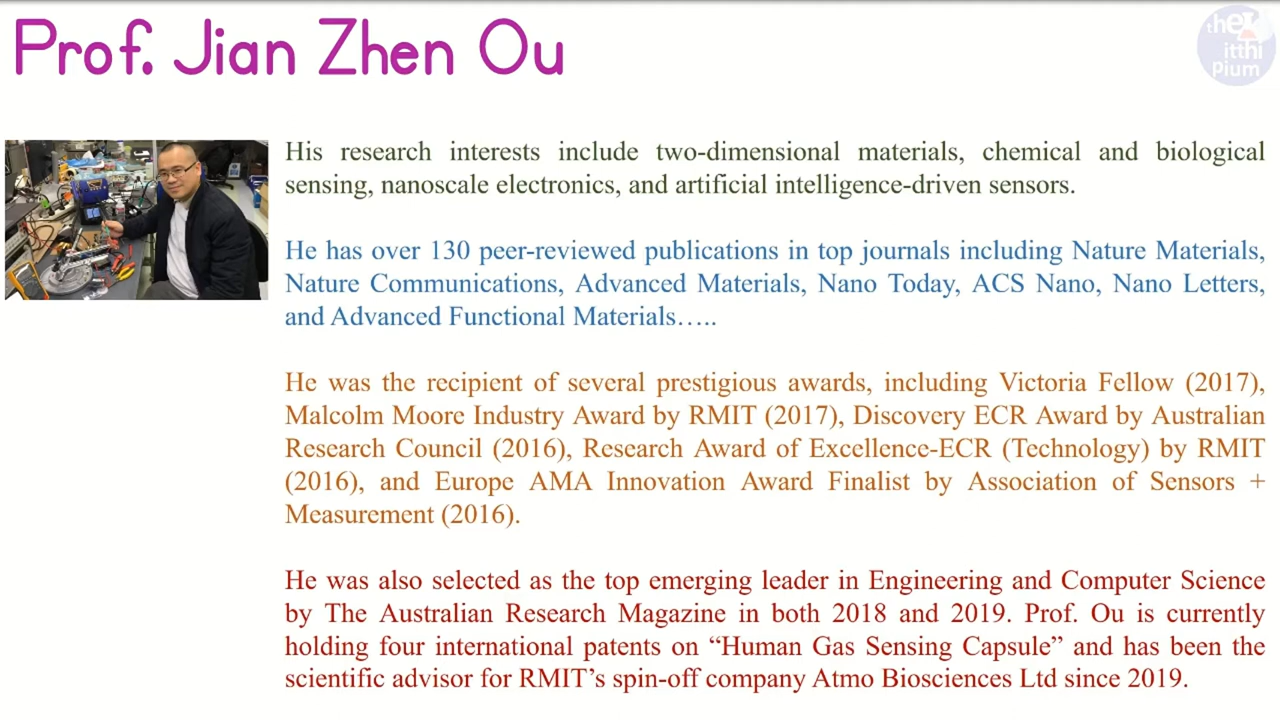 Prof. Jian Zhen Ou
the
itthi
Pium
His research interests include two-dimensional materials, chemical and biological
sensing, nanoscale electronics, and artificial intelligence-driven sensors.
He has over 130 peer-reviewed publications in top journals including Nature Materials,
Nature Communications, Advanced Materials, Nano Today, ACS Nano, Nano Letters,
and Advanced Functional Materials…..
He was the recipient of several prestigious awards, including Victoria Fellow (2017),
Malcolm Moore Industry Award by RMIT (2017), Discovery ECR Award by Australian
Research Council (2016), Research Award of Excellence-ECR (Technology) by RMIT
(2016), and Europe AMA Innovation Award Finalist by Association of Sensors +
Measurement (2016).
He was also selected as the top emerging leader in Engineering and Computer Science
by The Australian Research Magazine in both 2018 and 2019. Prof. Ou is currently
holding four international patents on “Human Gas Sensing Capsule” and has been the
scientific advisor for RMIT’s spin-off company Atmo Biosciences Ltd since 2019.